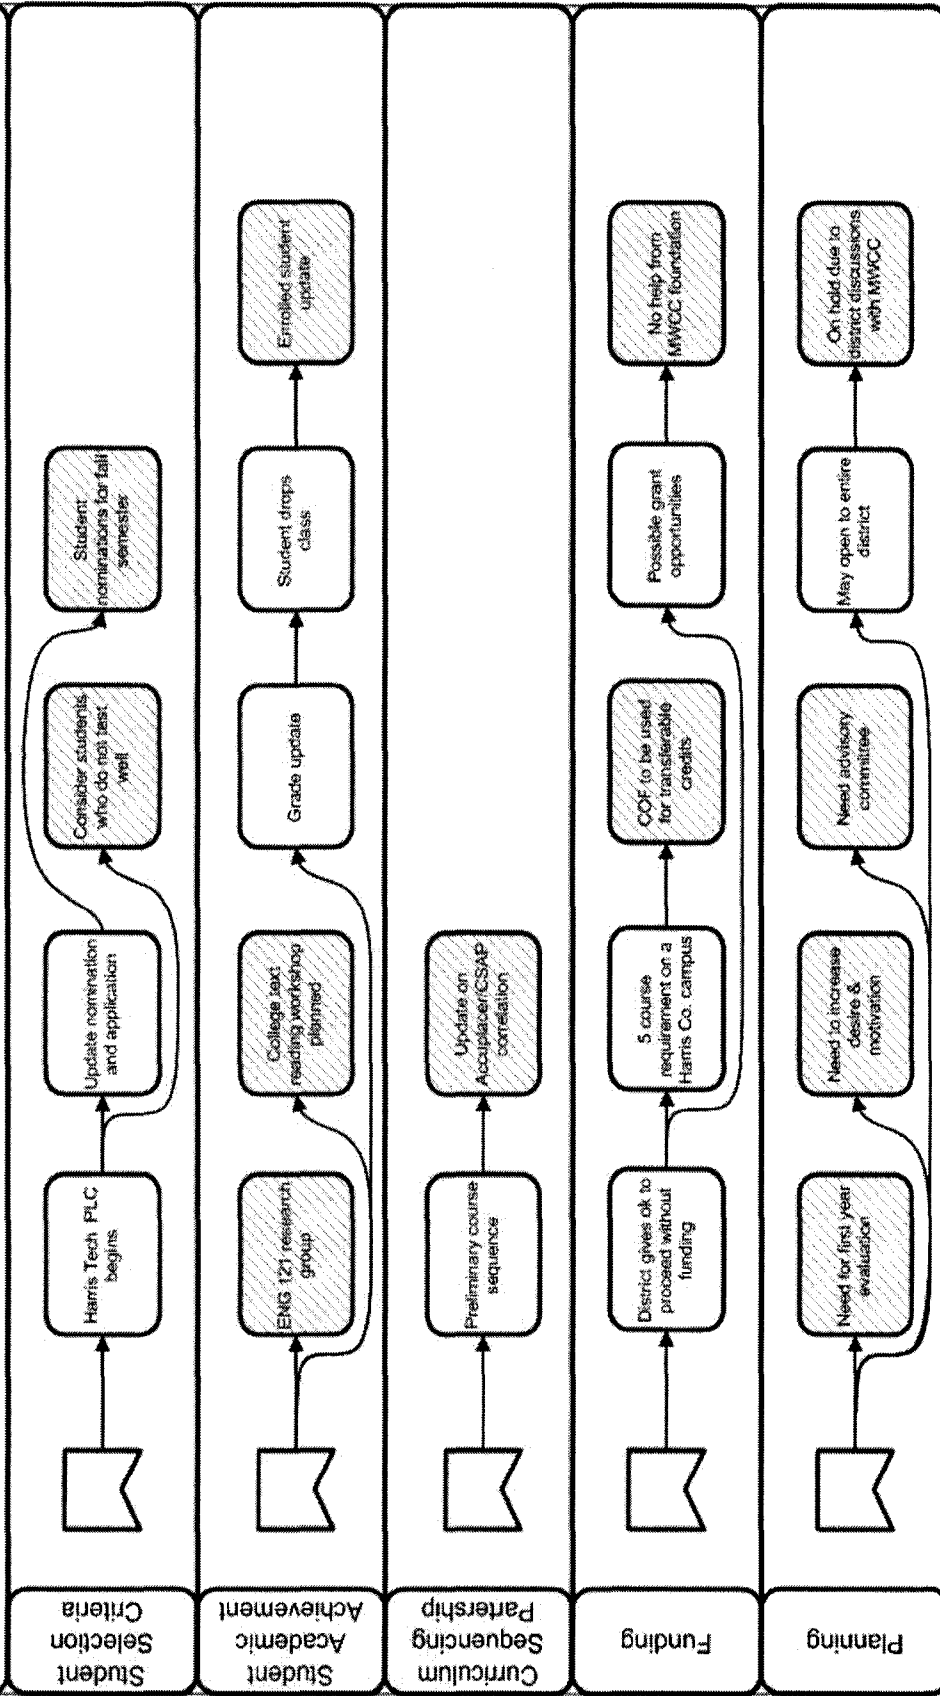 Student
Selection
Criteria
Harris Tech PLC
begins
Update nomination
and application
Consider students
who do not test
well
Student
nominations for fall
semester
Student
Academic
Achievement
ENG 121 research
group
College text
reading workshop
planned
Grade update
Student drops
class
Enrolled student
update
Curriculum
Sequencing
Partership
Preliminary course
sequence
Update on
Accuplacer/CSAP
correlation
Funding
District gives ok to
proceed without
funding
5 course
requirement on a
Harris Co. campus
COF to be used
for transferable
credits
Possible grant
opportunities
No help from
MWCC foundation
Planning
Need for first year
evaluation
Need to increase
desire &
motivation
Need advisory
committee
May open to entire
district
On hold due to
district discussions
with MWCC